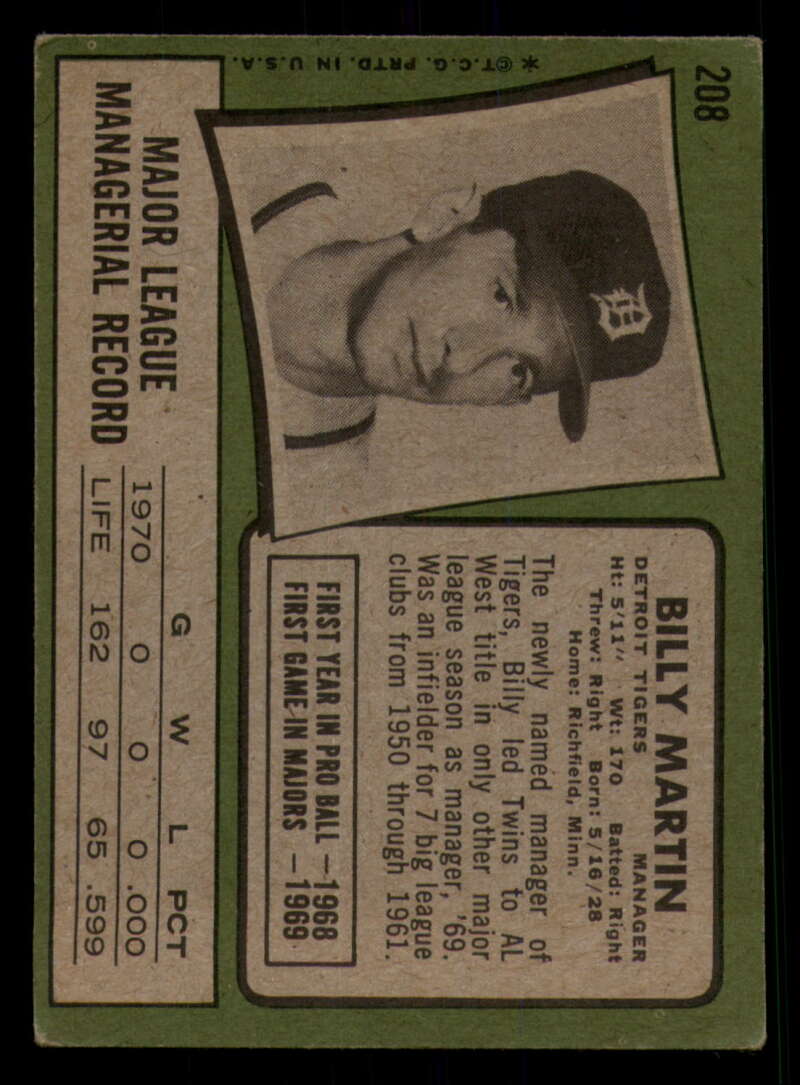 208
✶©T.C.G. PRTD. IN U.S.A.
BILLY MARTIN
DETROIT TIGERS MANAGER
Ht: 5'11" Wt: 170 Batted: Right
Threw: Right Born: 5/16/28
Home: Richfield, Minn.
The newly named manager of
Tigers, Billy led Twins to AL
West title in only other major
league season as manager, '69.
Was an infielder for 7 big league
clubs from 1950 through 1961.
FIRST YEAR IN PRO BALL —1968
FIRST GAME IN MAJORS —1969
MAJOR LEAGUE
MANAGERIAL RECORD
G W L PCT
1970 0 0 0 .000
LIFE 162 97 65 .599